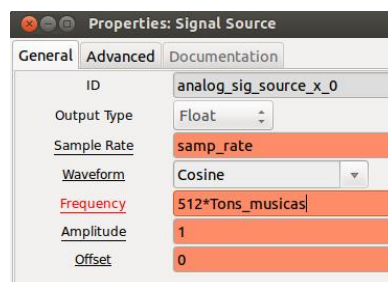 Properties: Signal Source
General Advanced Documentation
ID analog_sig_source_x_0
Output Type Float
Sample Rate samp_rate
Waveform Cosine
Frequency 512*Tons_musicas
Amplitude 1
Offset 0